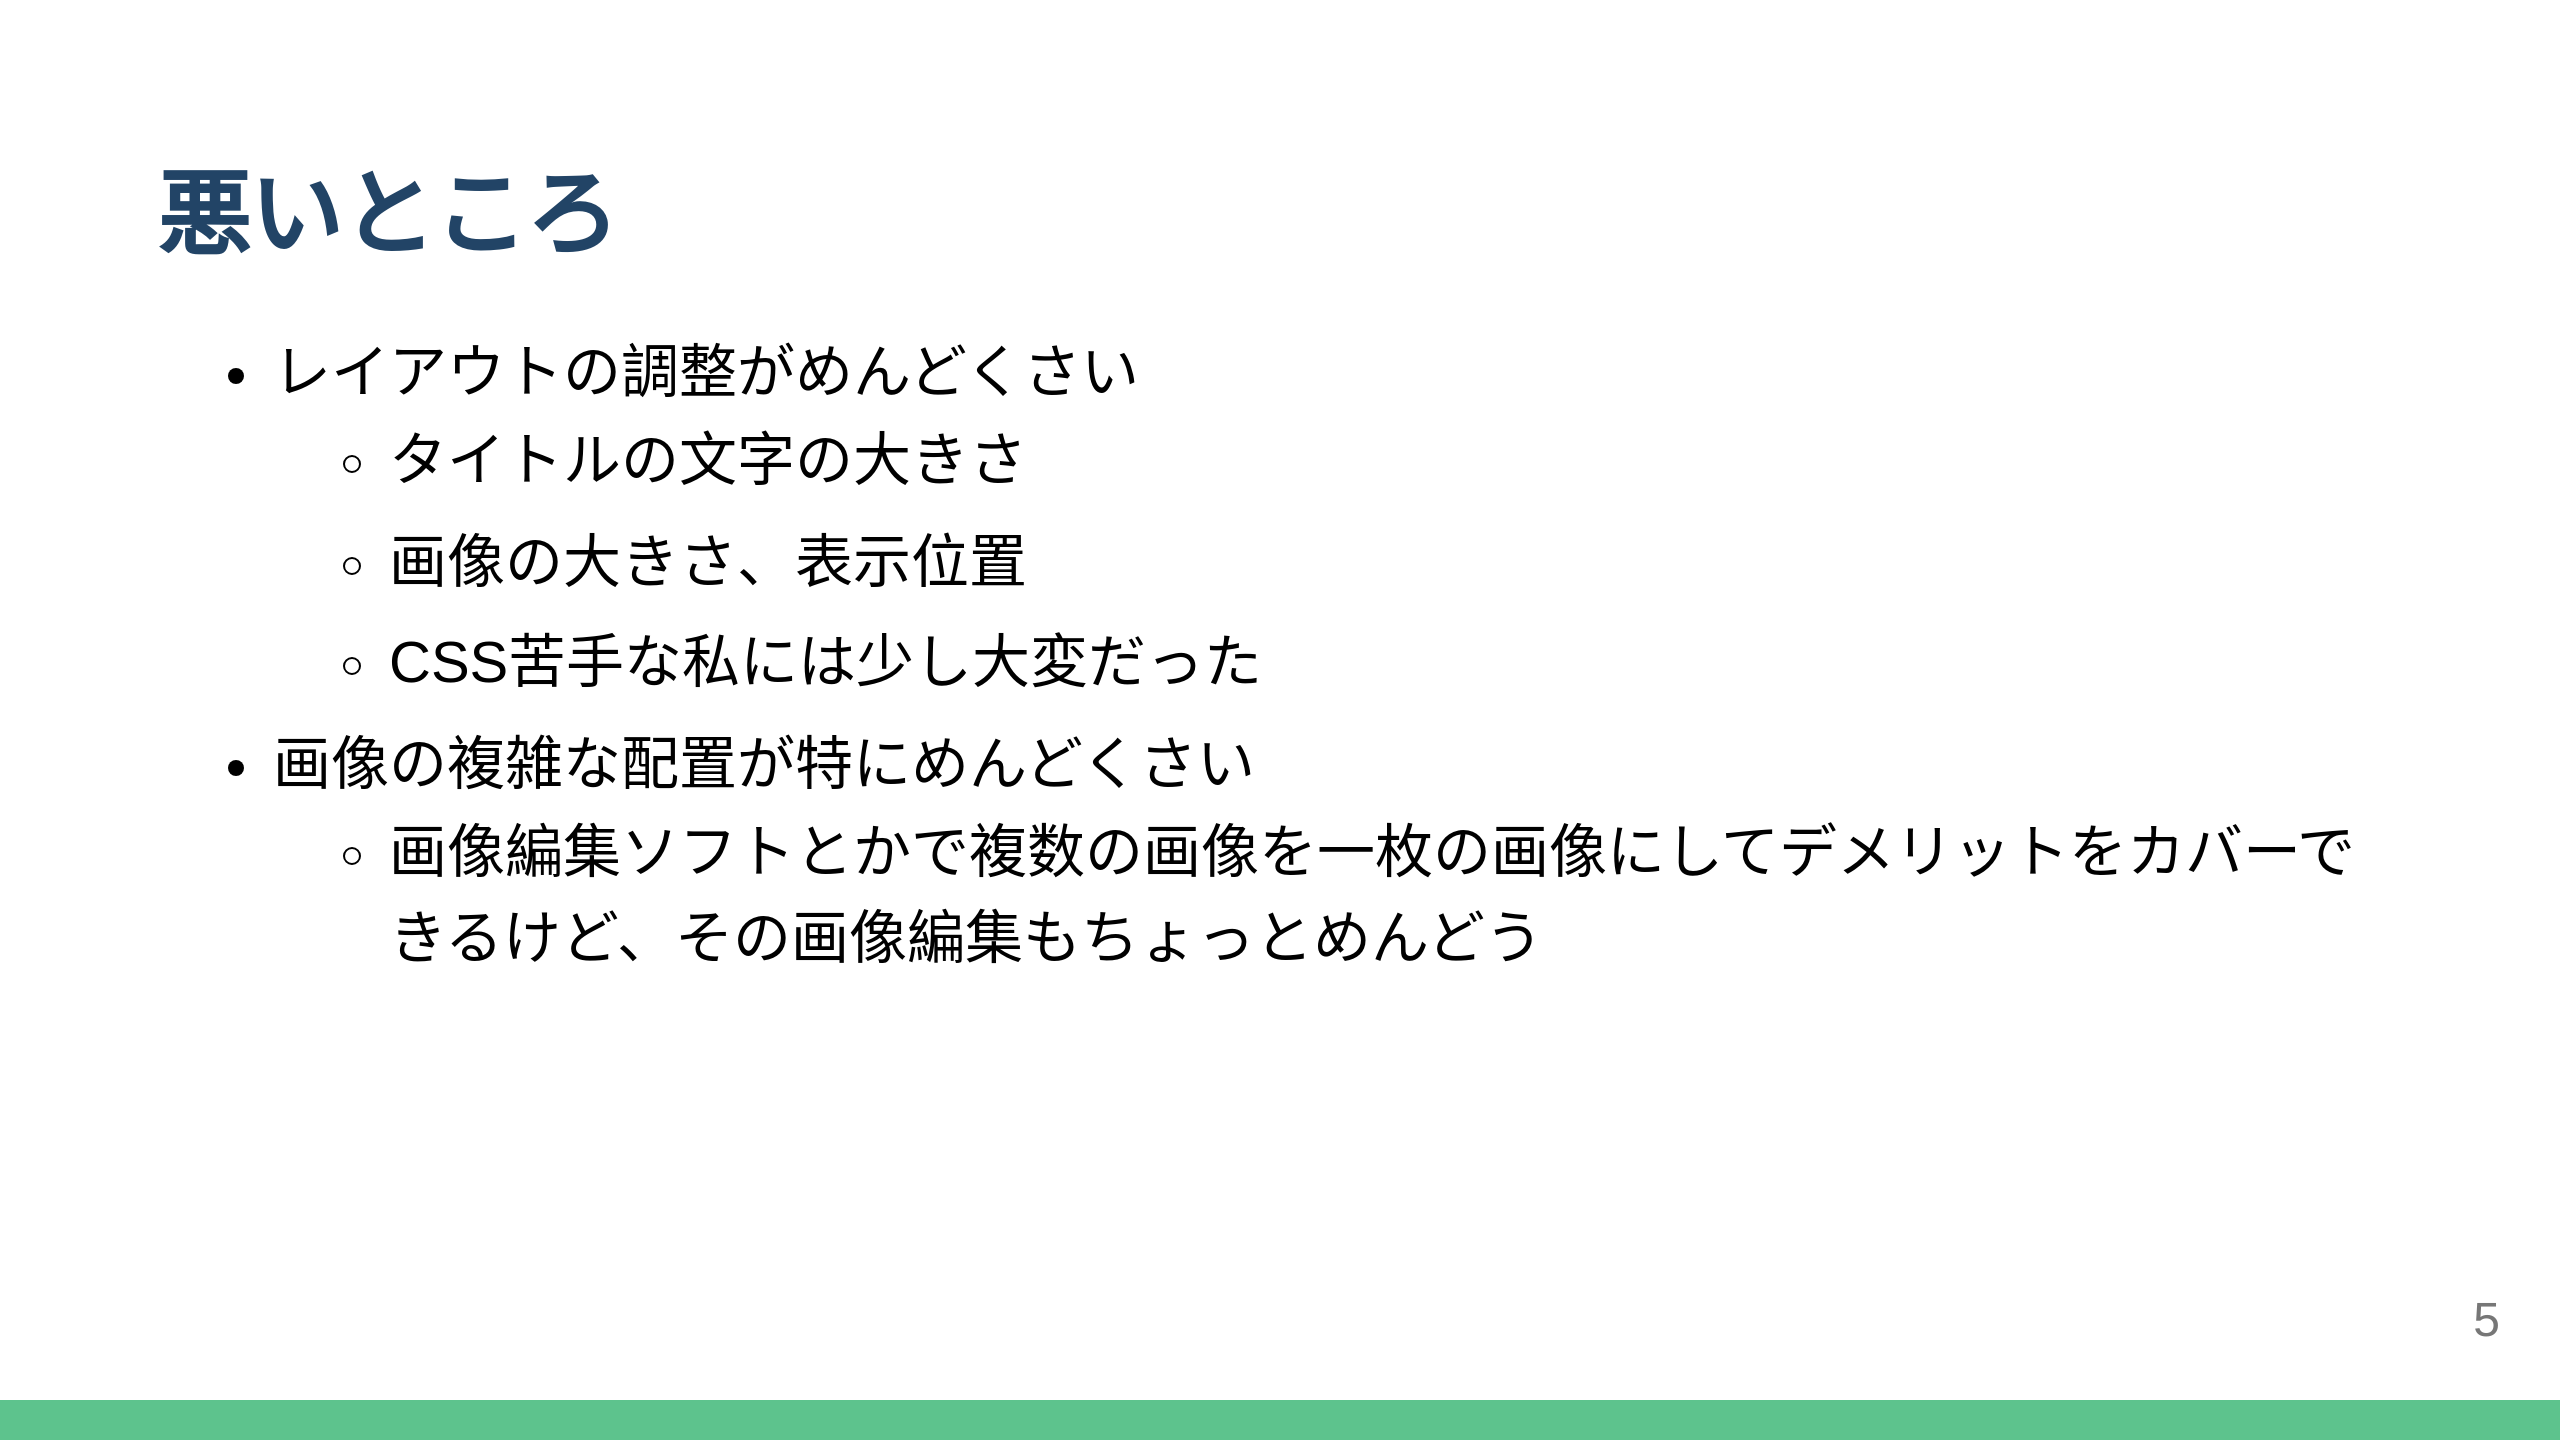 悪いところ
• レイアウトの調整がめんどくさい
◦ タイトルの文字の大きさ
◦ 画像の大きさ、表示位置
◦ CSS苦手な私には少し大変だった
• 画像の複雑な配置が特にめんどくさい
◦ 画像編集ソフトとかで複数の画像を一枚の画像にしてデメリットをカバーで
きるけど、その画像編集もちょっとめんどう
5